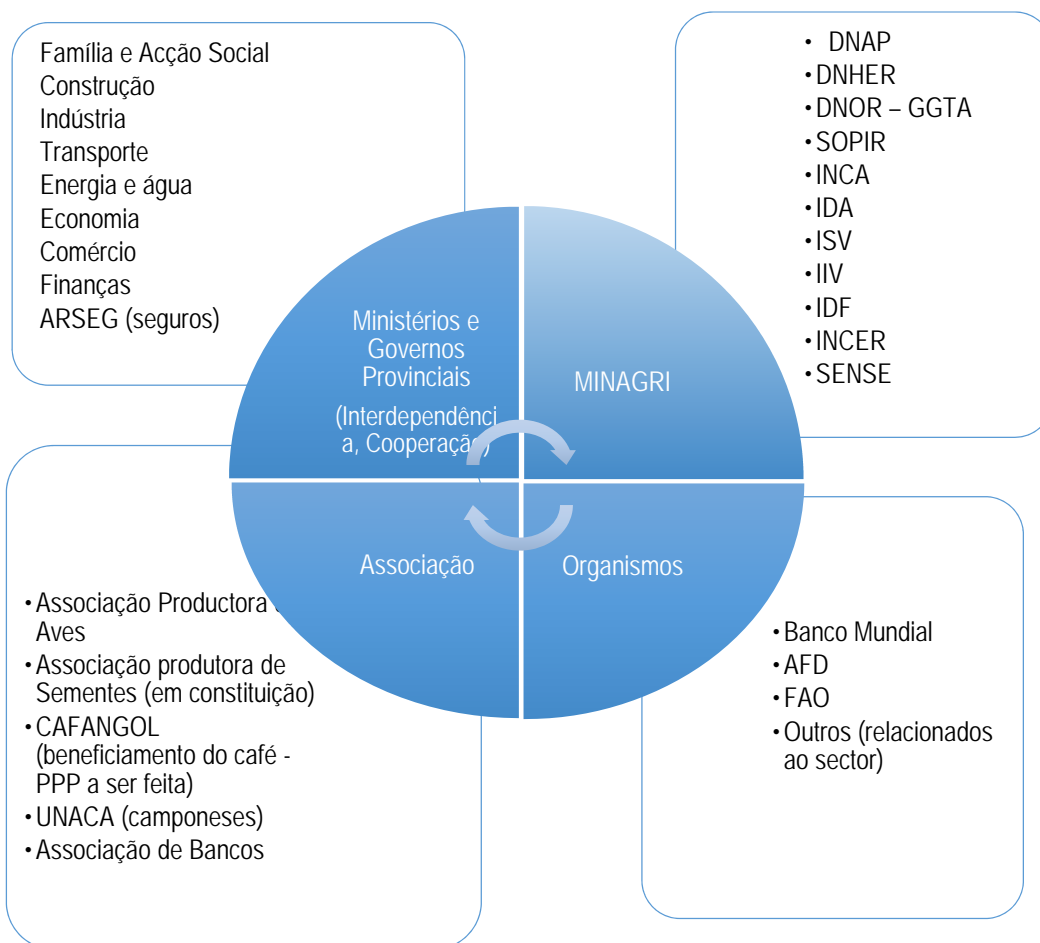 Família e Acção Social
Construção
Indústria
Transporte
Energia e água
Economia
Comércio
Finanças
ARSEG (seguros)
• DNAP
• DNHER
• DNOR – GGTA
• SOPIR
• INCA
• IDA
• ISV
• IIV
• IDF
• INCER
• SENSE
Ministérios e
Governos
Provinciais
(Interdependênci
a, Cooperação)
MINAGRI
Associação
Organismos
• Associação Productora
Aves
• Associação produtora de
Sementes (em constituição)
• CAFANGOL
(beneficiamento do café -
PPP a ser feita)
• UNACA (camponeses)
• Associação de Bancos
• Banco Mundial
• AFD
• FAO
• Outros (relacionados
ao sector)